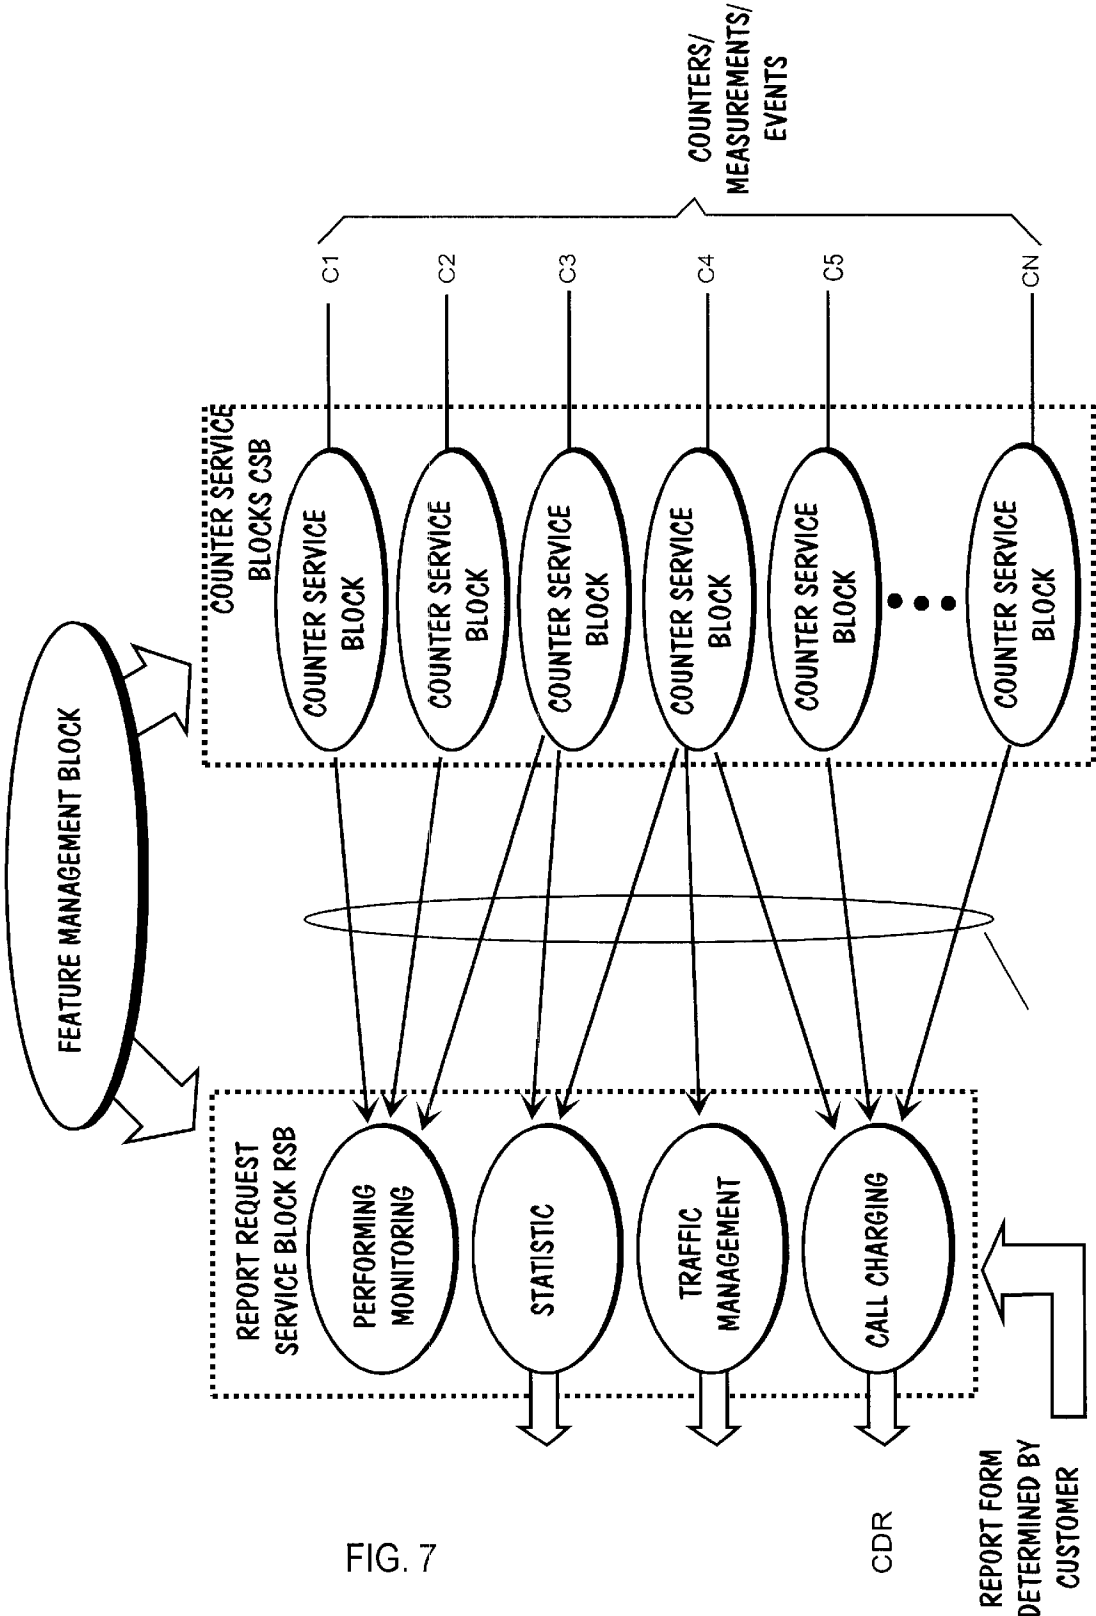 FEATURE MANAGEMENT BLOCK
REPORT REQUEST
SERVICE BLOCK RSB
PERFORMING
MONITORING
STATISTIC
TRAFFIC
MANAGEMENT
CALL CHARGING
COUNTER SERVICE
BLOCKS CSB
COUNTER SERVICE
BLOCK
COUNTER SERVICE
BLOCK
COUNTER SERVICE
BLOCK
COUNTER SERVICE
BLOCK
COUNTER SERVICE
BLOCK
COUNTER SERVICE
BLOCK
C1
C2
C3
C4
C5
CN
COUNTERS/
MEASUREMENTS/
EVENTS
CDR
REPORT FORM
DETERMINED BY
CUSTOMER
FIG. 7